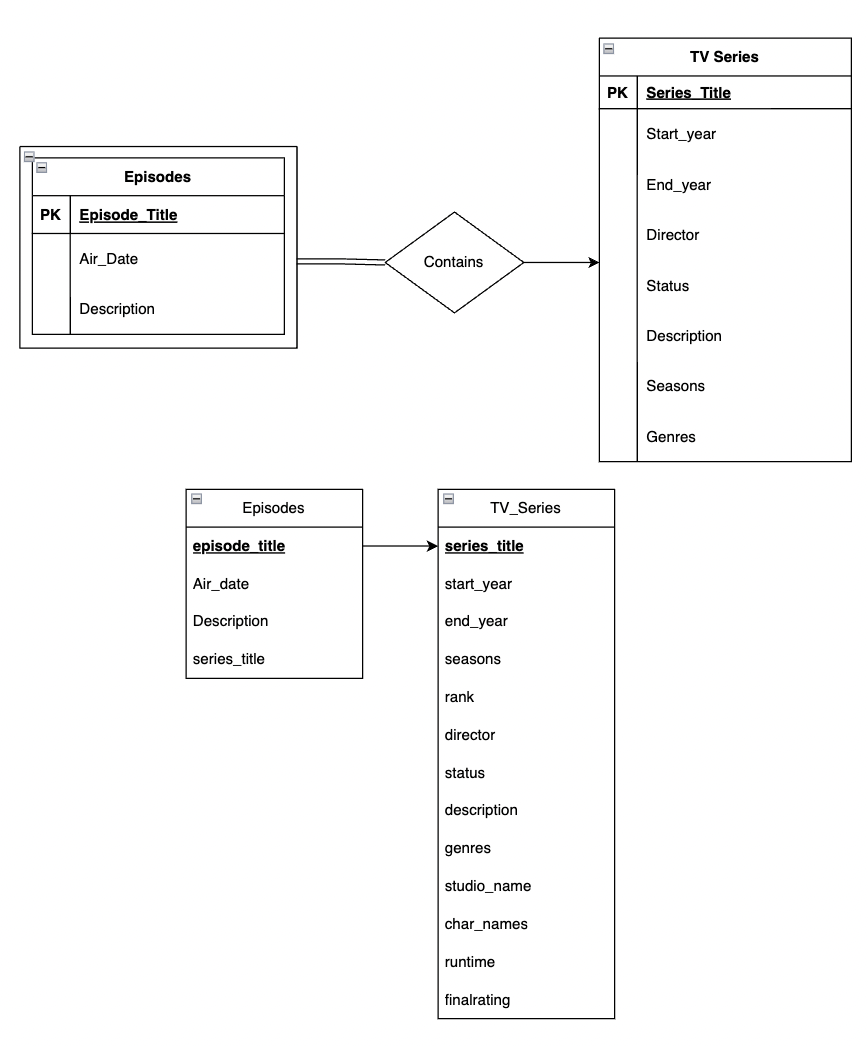 TV Series
PK Series_Title
Start_year
End_year
Director
Status
Description
Seasons
Genres
Episodes
PK Episode_Title
Air_Date
Description
Contains
Episodes
episode_title
Air_date
Description
series_title
TV_Series
series_title
start_year
end_year
seasons
rank
director
status
description
genres
studio_name
char_names
runtime
finalrating